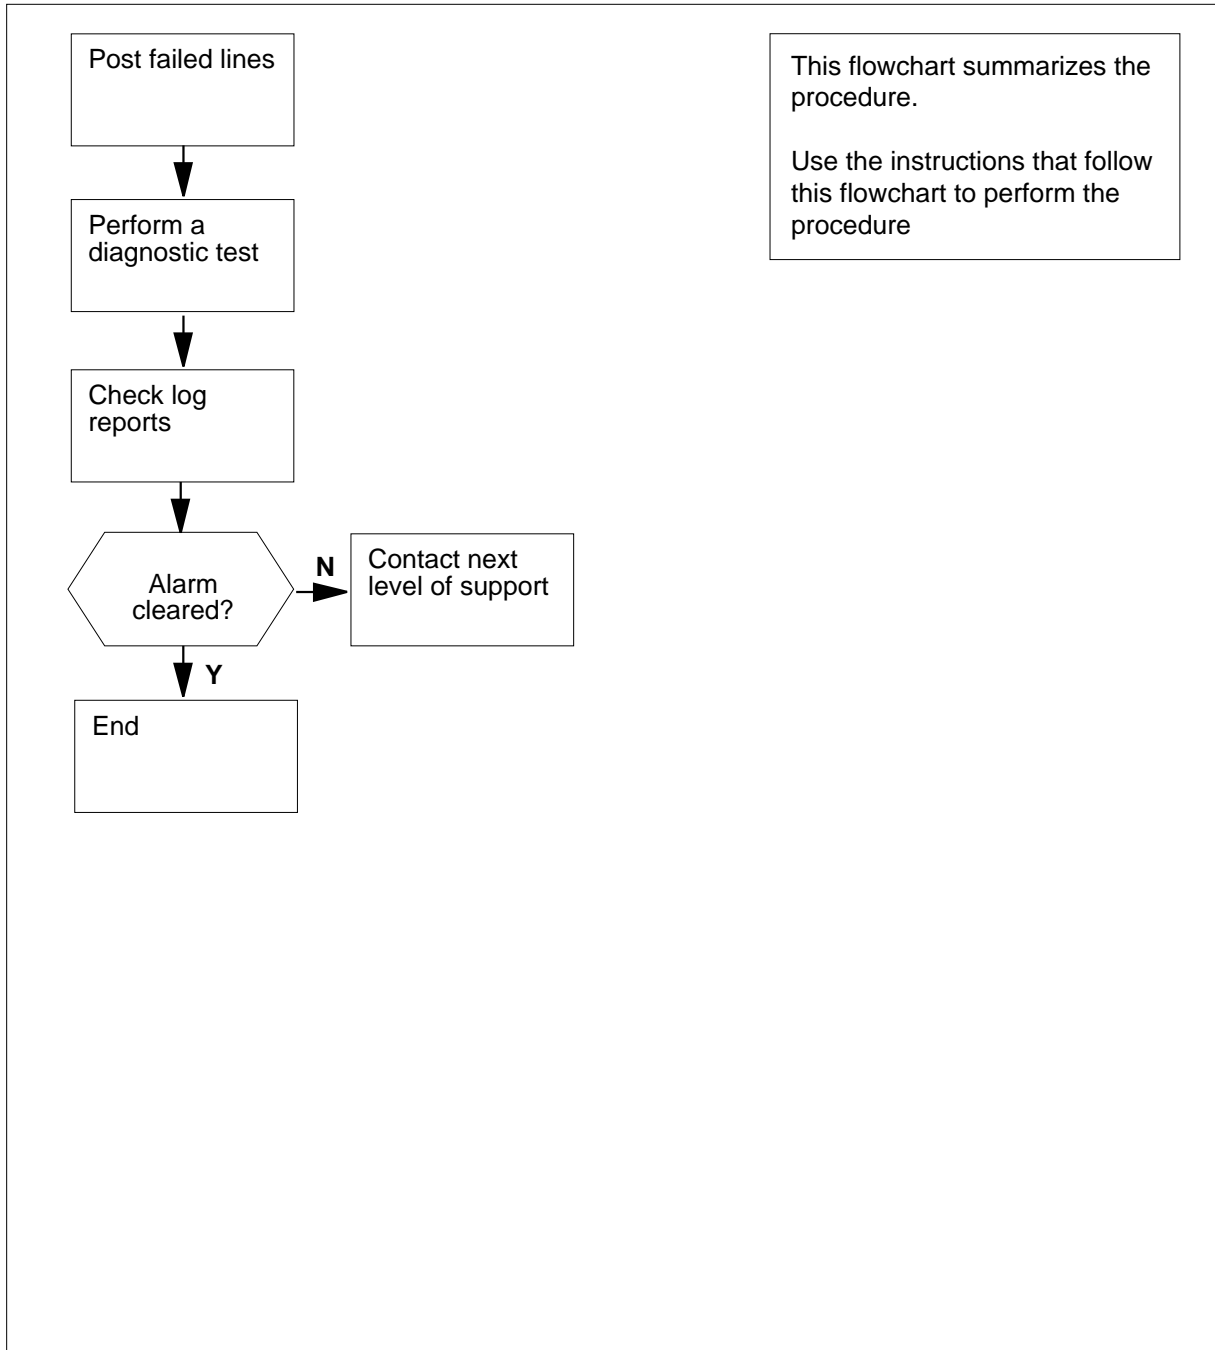 Post failed lines
This flowchart summarizes the
procedure.
Use the instructions that follow
this flowchart to perform the
procedure
Perform a
diagnostic test
Check log
reports
Alarm
cleared?
N
Contact next
level of support
Y
End